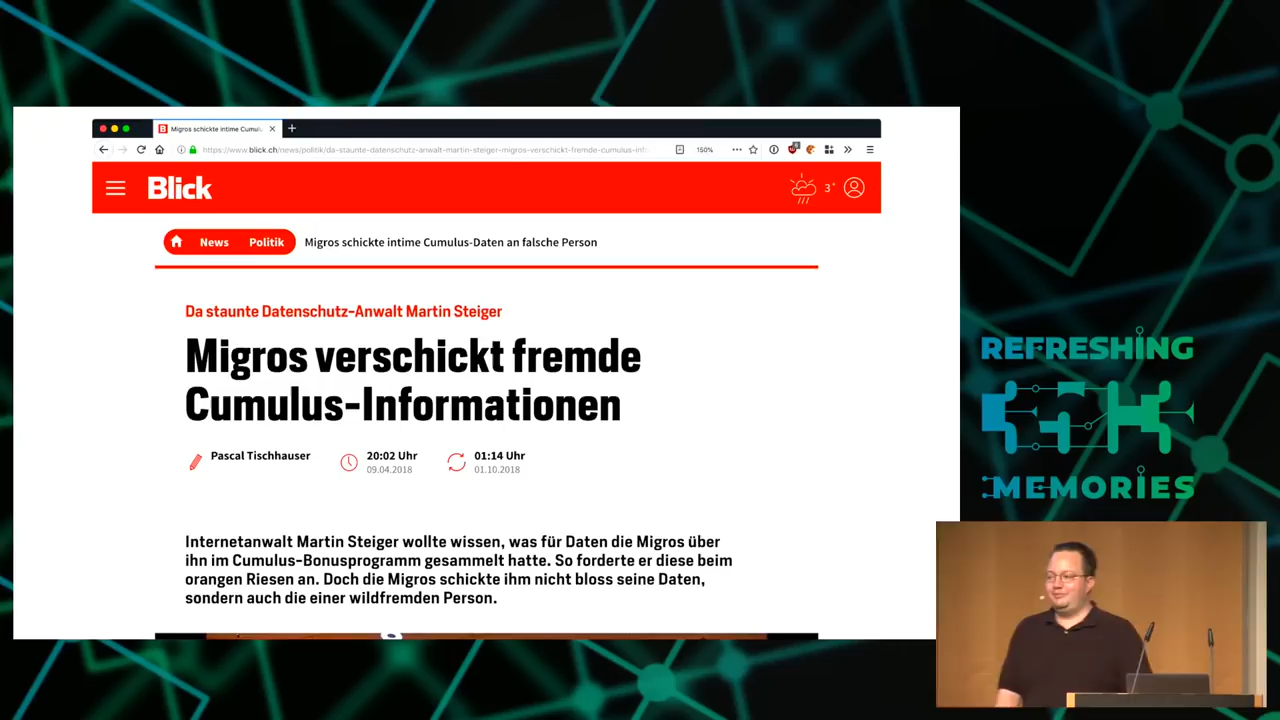 Migros schickte intime Cumulu
https://www.blick.ch/news/politik/da-staunte-datenschutz-anwalt-martin-steiger-migros-verschickt-fremde-cumulus-inf
150%
Blick
3°
News Politik Migros schickte intime Cumulus-Daten an falsche Person
Da staunte Datenschutz-Anwalt Martin Steiger
Migros verschickt fremde
Cumulus-Informationen
Pascal Tischhauser 20:02 Uhr 01:14 Uhr
09.04.2018 01.10.2018
Internetanwalt Martin Steiger wollte wissen, was für Daten die Migros über
ihn im Cumulus-Bonusprogramm gesammelt hatte. So forderte er diese beim
orangen Riesen an. Doch die Migros schickte ihm nicht bloss seine Daten,
sondern auch die einer wildfremden Person.
REFRESHING
MEMORIES